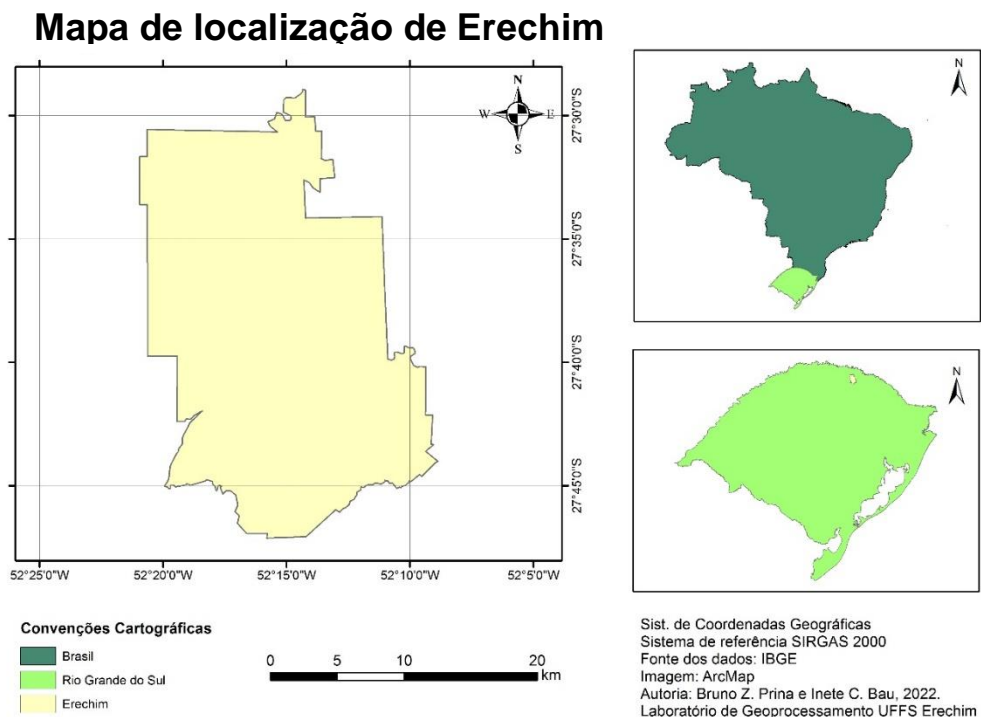 Mapa de localização de Erechim
N
W E
S
27°30'0"S
27°35'0"S
27°40'0"S
27°45'0"S
52°25'0"W 52°20'0"W 52°15'0"W 52°10'0"W 52°5'0"W
N
N
Convenções Cartográficas
Brasil
Rio Grande do Sul
Erechim
0 5 10 20
km
Sist. de Coordenadas Geográficas
Sistema de referência SIRGAS 2000
Fonte dos dados: IBGE
Imagem: ArcMap
Autoria: Bruno Z. Prina e Inete C. Bau, 2022.
Laboratório de Geoprocessamento UFFS Erechim